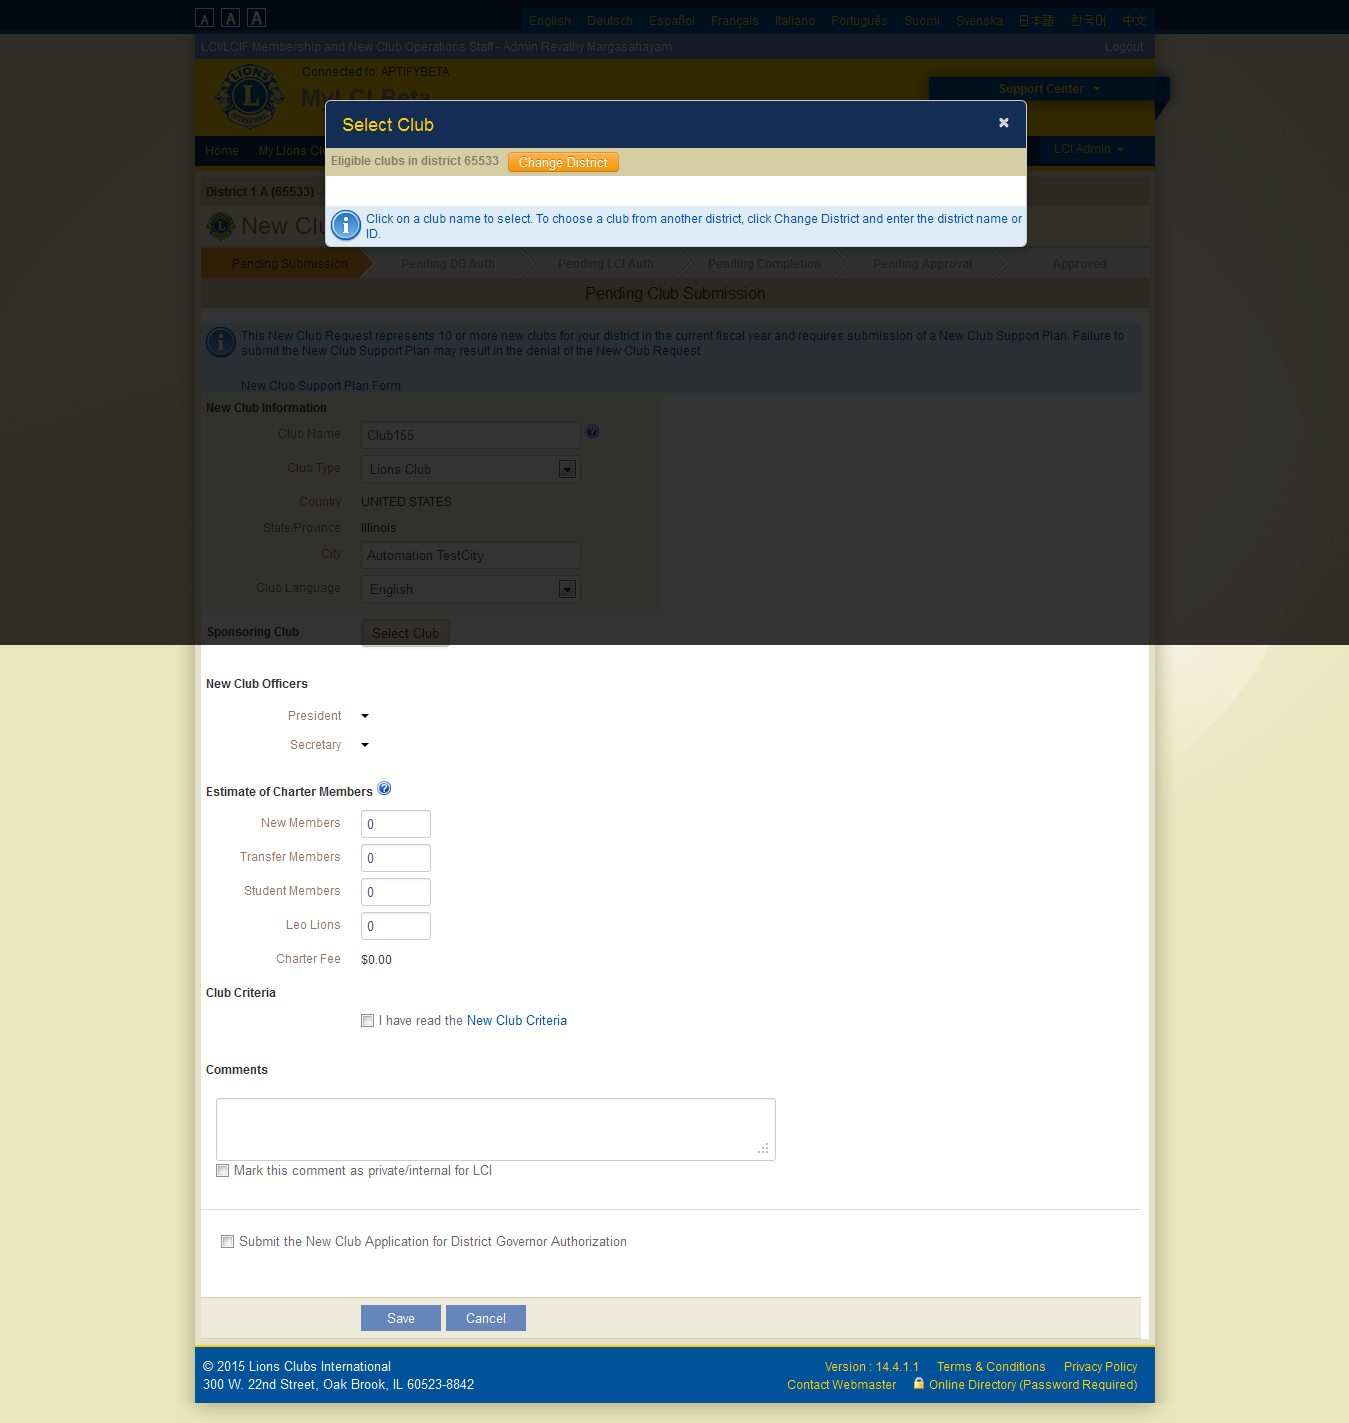 A A A
English Deutsch Español Français Italiano Português Suomi Svenska 日本語 한국어 中文
LCI/LCIF Membership and New Club Operations Staff - Admin Revathy Margasahayam Logout
LIONS
L
INTERNATIONAL
Connected to: APTIFYBETA
MyLCI Beta
Support Center
Select Club
Home My Lions Cl
LCI Admin
Eligible clubs in district 65533 Change District
District 1 A (65533) -
New Clu
Click on a club name to select. To choose a club from another district, click Change District and enter the district name or
ID.
Pending Submission Pending DG Auth Pending LCI Auth Pending Completion Pending Approval Approved
Pending Club Submission
This New Club Request represents 10 or more new clubs for your district in the current fiscal year and requires submission of a New Club Support Plan. Failure to
submit the New Club Support Plan may result in the denial of the New Club Request.
New Club Support Plan Form
New Club Information
Club Name Club155
Club Type Lions Club
Country UNITED STATES
State/Province Illinois
City Automation TestCity
Club Language English
Sponsoring Club Select Club
New Club Officers
President
Secretary
Estimate of Charter Members
New Members 0
Transfer Members 0
Student Members 0
Leo Lions 0
Charter Fee $0.00
Club Criteria
I have read the New Club Criteria
Comments
Mark this comment as private/internal for LCI
Submit the New Club Application for District Governor Authorization
Save Cancel
© 2015 Lions Clubs International
300 W. 22nd Street, Oak Brook, IL 60523-8842
Version : 14.4.1.1 Terms & Conditions Privacy Policy
Contact Webmaster Online Directory (Password Required)